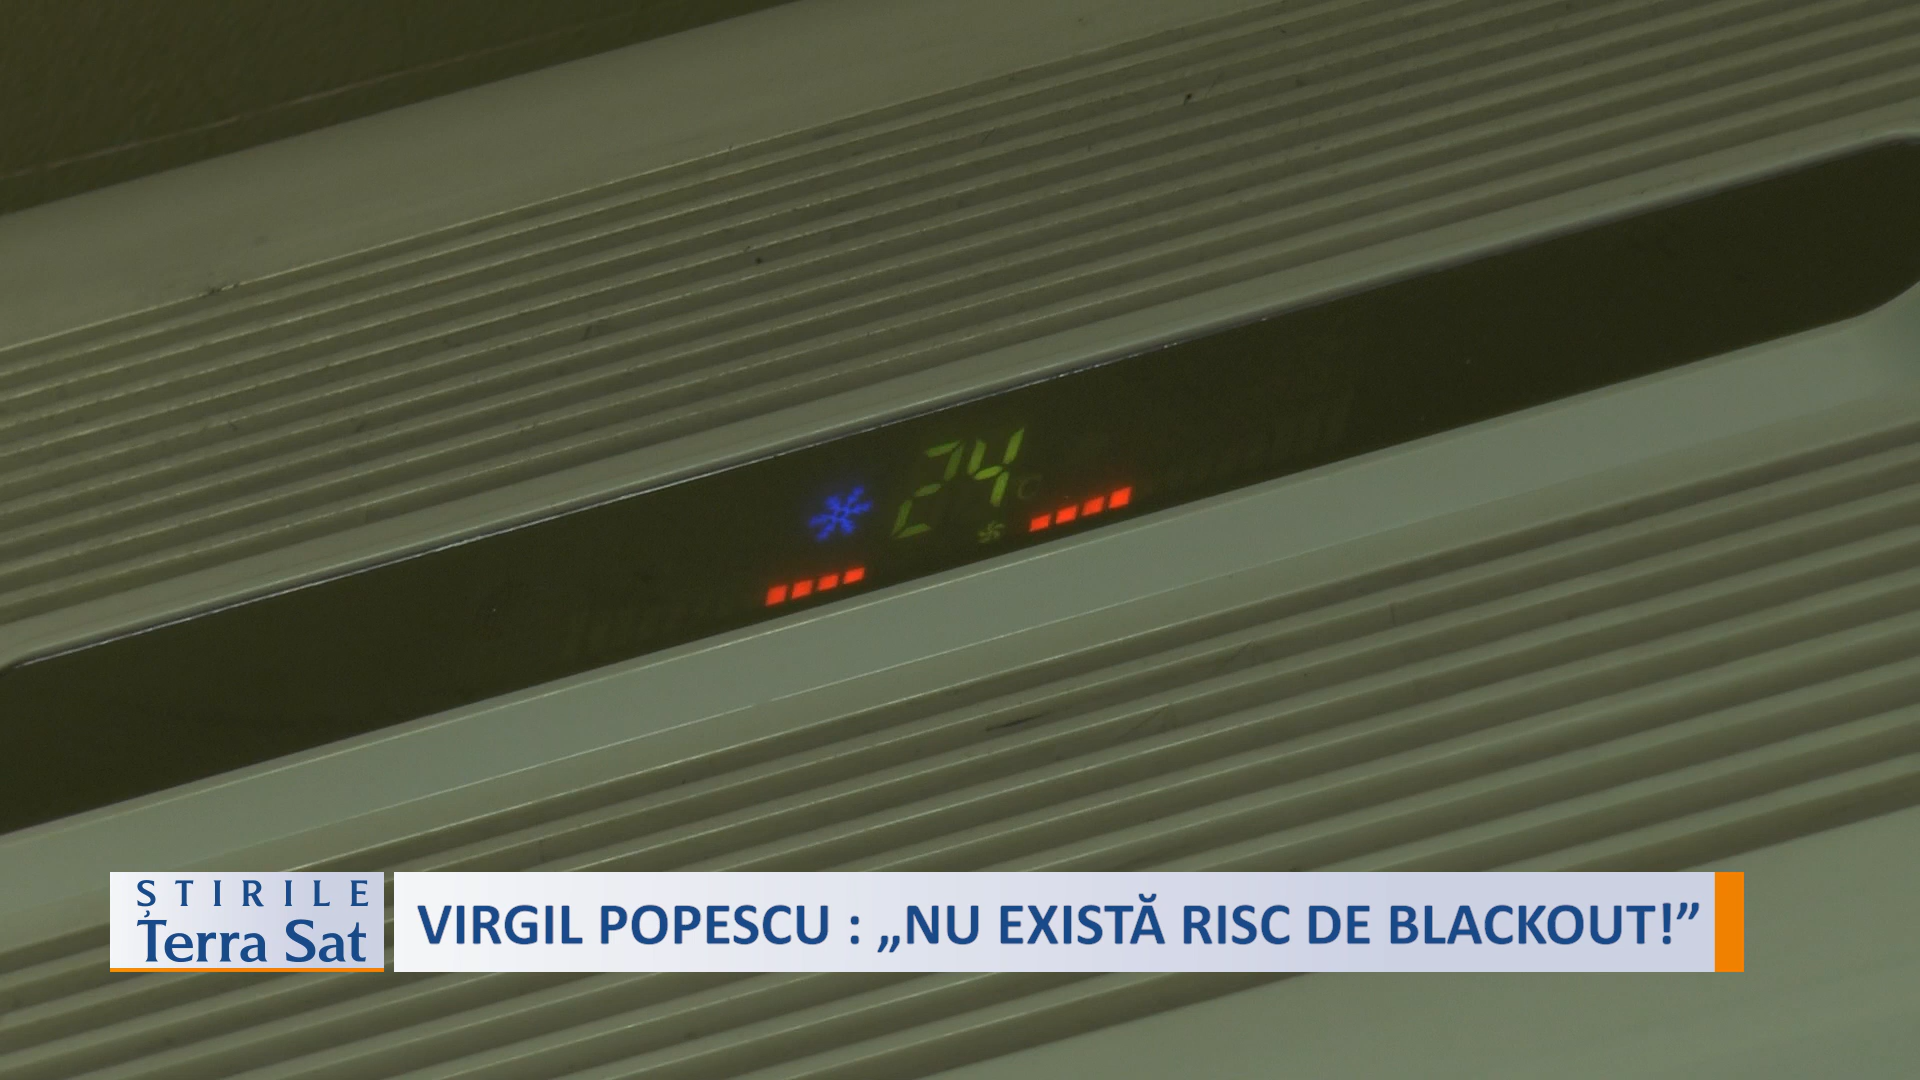 24
ȘTIRILE
Terra Sat
VIRGIL POPESCU : „NU EXISTĂ RISC DE BLACKOUT!”